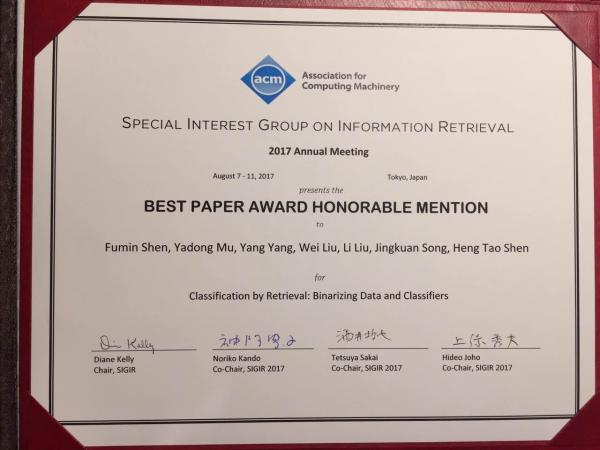 acm
Association for
Computing Machinery
SPECIAL INTEREST GROUP ON INFORMATION RETRIEVAL
2017 Annual Meeting
August 7 - 11, 2017 Tokyo, Japan
presents the
BEST PAPER AWARD HONORABLE MENTION
to
Fumin Shen, Yadong Mu, Yang Yang, Wei Liu, Li Liu, Jingkuan Song, Heng Tao Shen
for
Classification by Retrieval: Binarizing Data and Classifiers
Diane Kelly Noriko Kando Tetsuya Sakai Hideo Joho
Chair, SIGIR Co-Chair, SIGIR 2017 Co-Chair, SIGIR 2017 Co-Chair, SIGIR 2017